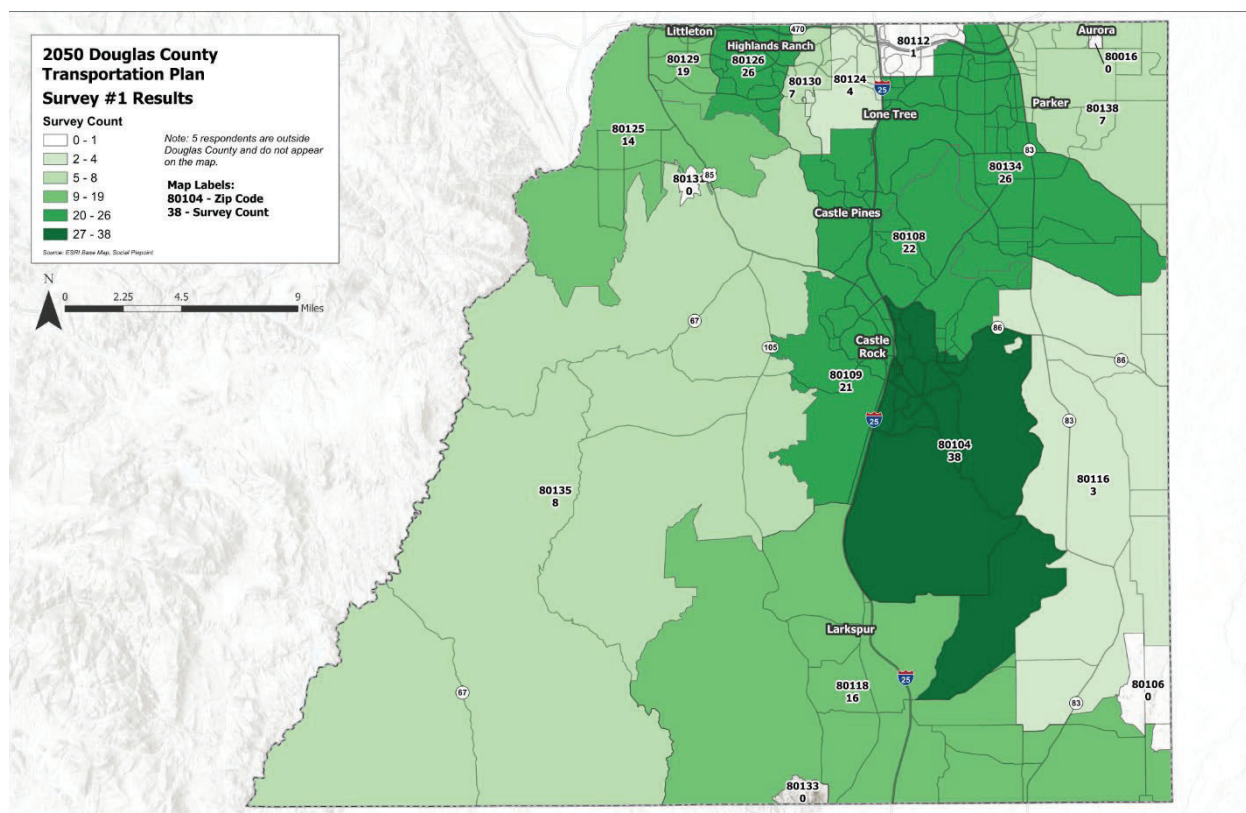 2050 Douglas County
Transportation Plan
Survey #1 Results
Survey Count
0 - 1
2 - 4
5 - 8
9 - 19
20 - 26
27 - 38
Note: 5 respondents are outside
Douglas County and do not appear
on the map.
Map Labels:
80104 - Zip Code
38 - Survey Count
Source: ESRI Base Map, Social Pinpoint
N
0
2.25
4.5
9
Miles
Littleton
470
Highlands Ranch
80112
1
Aurora
80016
0
80129
19
80126
26
80130
7
80124
4
25
Lone Tree
Parker
80138
7
80125
14
83
80134
26
80131
0
85
Castle Pines
80108
22
67
105
86
86
Castle
Rock
80109
21
25
83
80104
38
80116
3
80135
8
Larkspur
25
80118
16
67
83
80106
0
80133
0